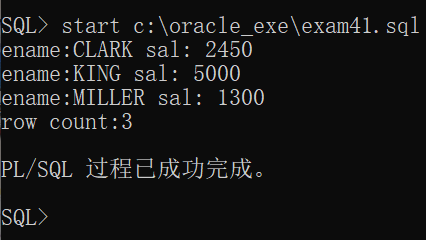 SQL> start c:\oracle_exe\exam41.sql
ename:CLARK sal: 2450
ename:KING sal: 5000
ename:MILLER sal: 1300
row count:3
PL/SQL 过程已成功完成。
SQL>